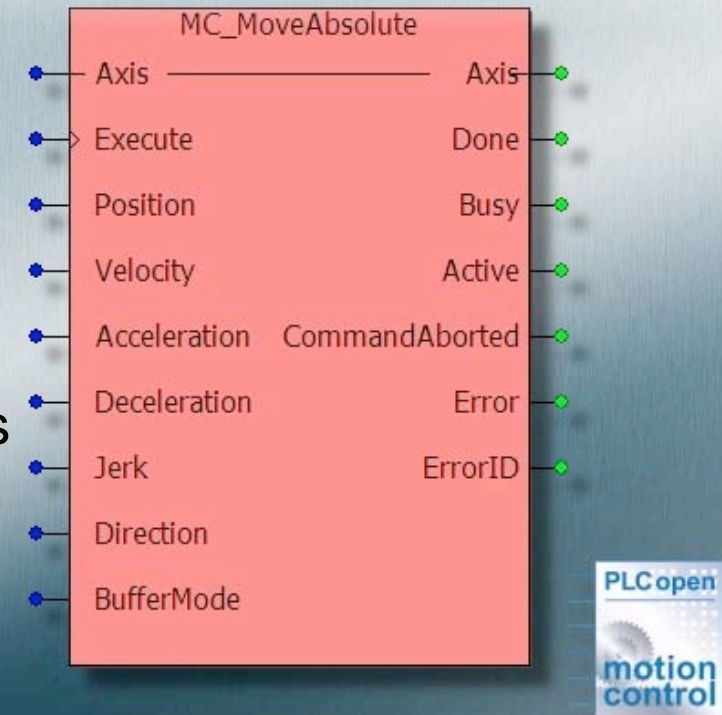 MC_MoveAbsolute
Axis Axis
Execute Done
Position Busy
Velocity Active
Acceleration CommandAborted
Deceleration Error
s
Jerk ErrorID
Direction
BufferMode
PLCopen
motion
control